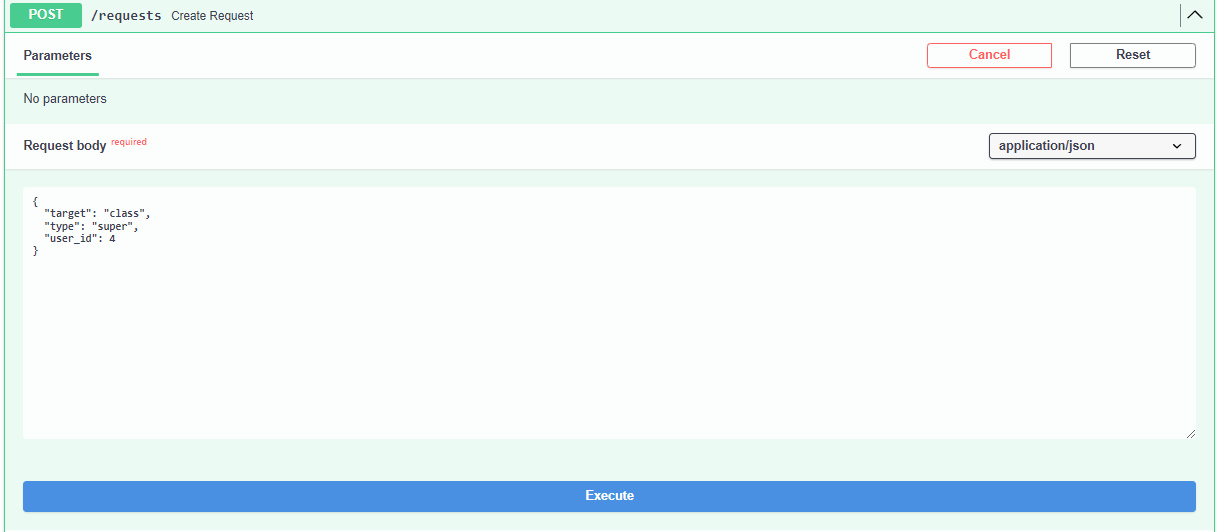 POST /requests Create Request
Parameters
Cancel
Reset
No parameters
Request body required
application/json
{
  "target": "class",
  "type": "super",
  "user_id": 4
}
Execute